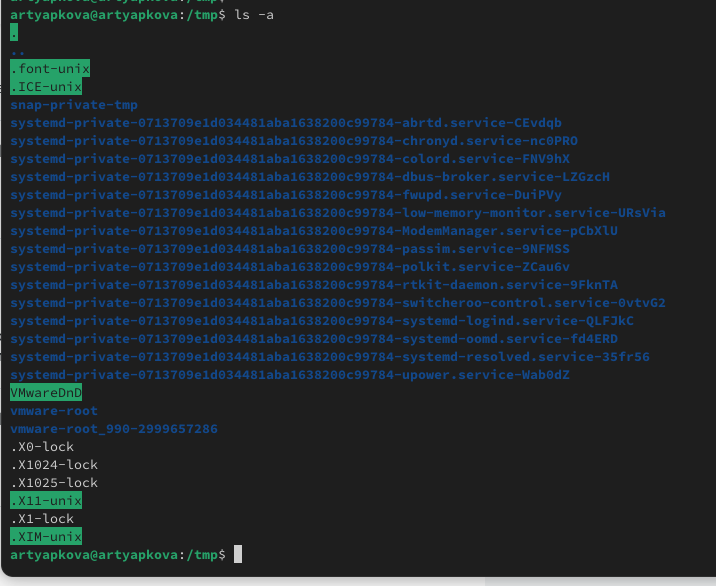 artyapkova@artyapkova:/tmp$ ls -a
.
..
.font-unix
.ICE-unix
snap-private-tmp
systemd-private-0713709e1d034481aba1638200c99784-abrtd.service-CEvdqb
systemd-private-0713709e1d034481aba1638200c99784-chronyd.service-nc0PRO
systemd-private-0713709e1d034481aba1638200c99784-colord.service-FNV9hX
systemd-private-0713709e1d034481aba1638200c99784-dbus-broker.service-LZGzcH
systemd-private-0713709e1d034481aba1638200c99784-fwupd.service-DuiPVy
systemd-private-0713709e1d034481aba1638200c99784-low-memory-monitor.service-URsVia
systemd-private-0713709e1d034481aba1638200c99784-ModemManager.service-pCbXlU
systemd-private-0713709e1d034481aba1638200c99784-passim.service-9NFMSS
systemd-private-0713709e1d034481aba1638200c99784-polkit.service-ZCau6v
systemd-private-0713709e1d034481aba1638200c99784-rtkit-daemon.service-9FknTA
systemd-private-0713709e1d034481aba1638200c99784-switcheroo-control.service-0vtvG2
systemd-private-0713709e1d034481aba1638200c99784-systemd-logind.service-QLFJkC
systemd-private-0713709e1d034481aba1638200c99784-systemd-oomd.service-fd4ERD
systemd-private-0713709e1d034481aba1638200c99784-systemd-resolved.service-35fr56
systemd-private-0713709e1d034481aba1638200c99784-upower.service-Wab0dZ
VMwareDnD
vmware-root
vmware-root_990-2999657286
.X0-lock
.X1024-lock
.X1025-lock
.X11-unix
.X1-lock
.XIM-unix
artyapkova@artyapkova:/tmp$